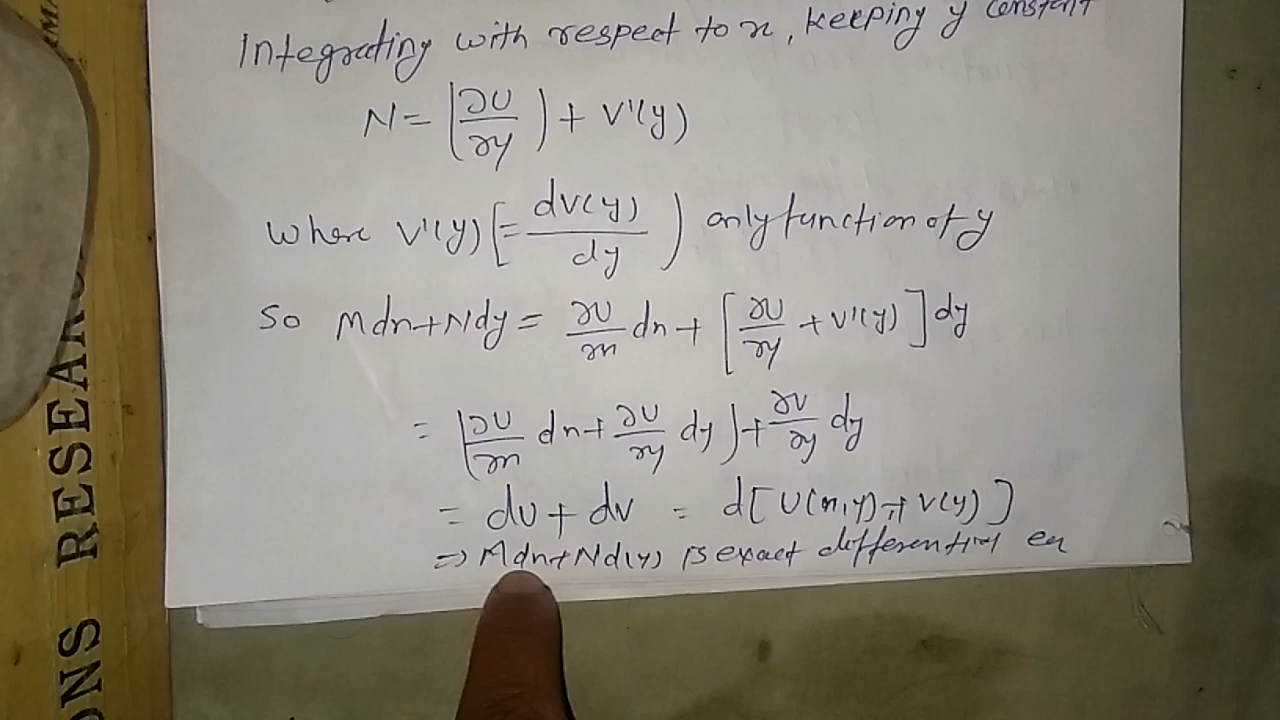 Integrating with respect to x, keeping y constant
N = (∂U/∂y) + V'(y)
where V'(y) [= dV(y)/dy) only function of y
So Mdx+Ndy = ∂U/∂x dx + [∂U/∂y + V'(y)] dy
= (∂U/∂x dx + ∂U/∂y dy) + ∂V/∂y dy
= dU + dV = d[U(x,y) + V(y)]
⇒ Mdx+Nd(y) is exact differential eq
RESEARC
ONS